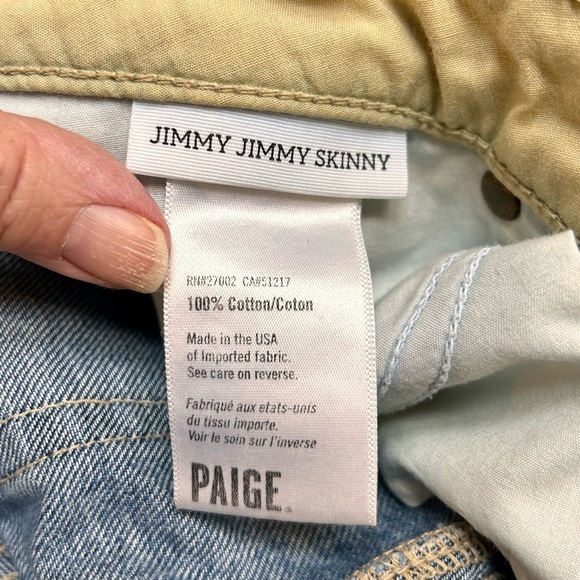 JIMMY JIMMY SKINNY
RN#27002 CA#51217
100% Cotton/Coton
Made in the USA
of Imported fabric.
See care on reverse.
Fabriqué aux etats-unis
du tissu importe.
Voir le soin sur l'inverse
PAIGE